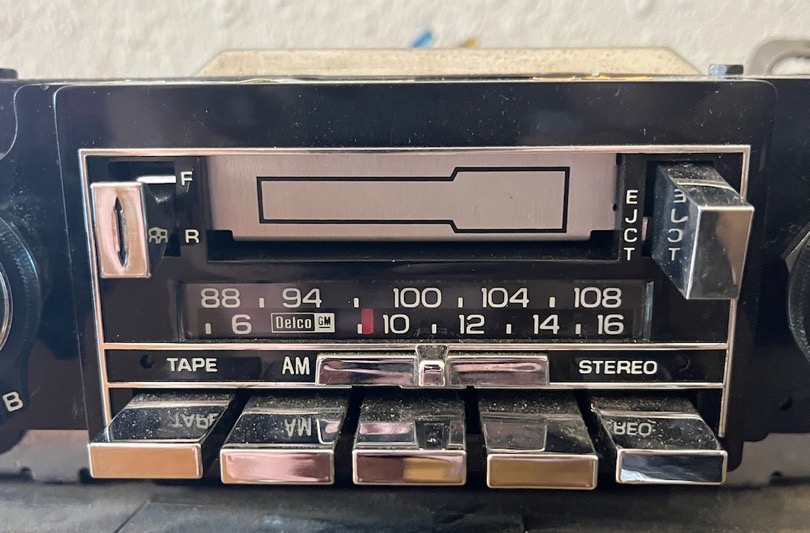 F
R
EJCT
88 94 100 104 108
6 Delco GM 10 12 14 16
TAPE AM STEREO
B